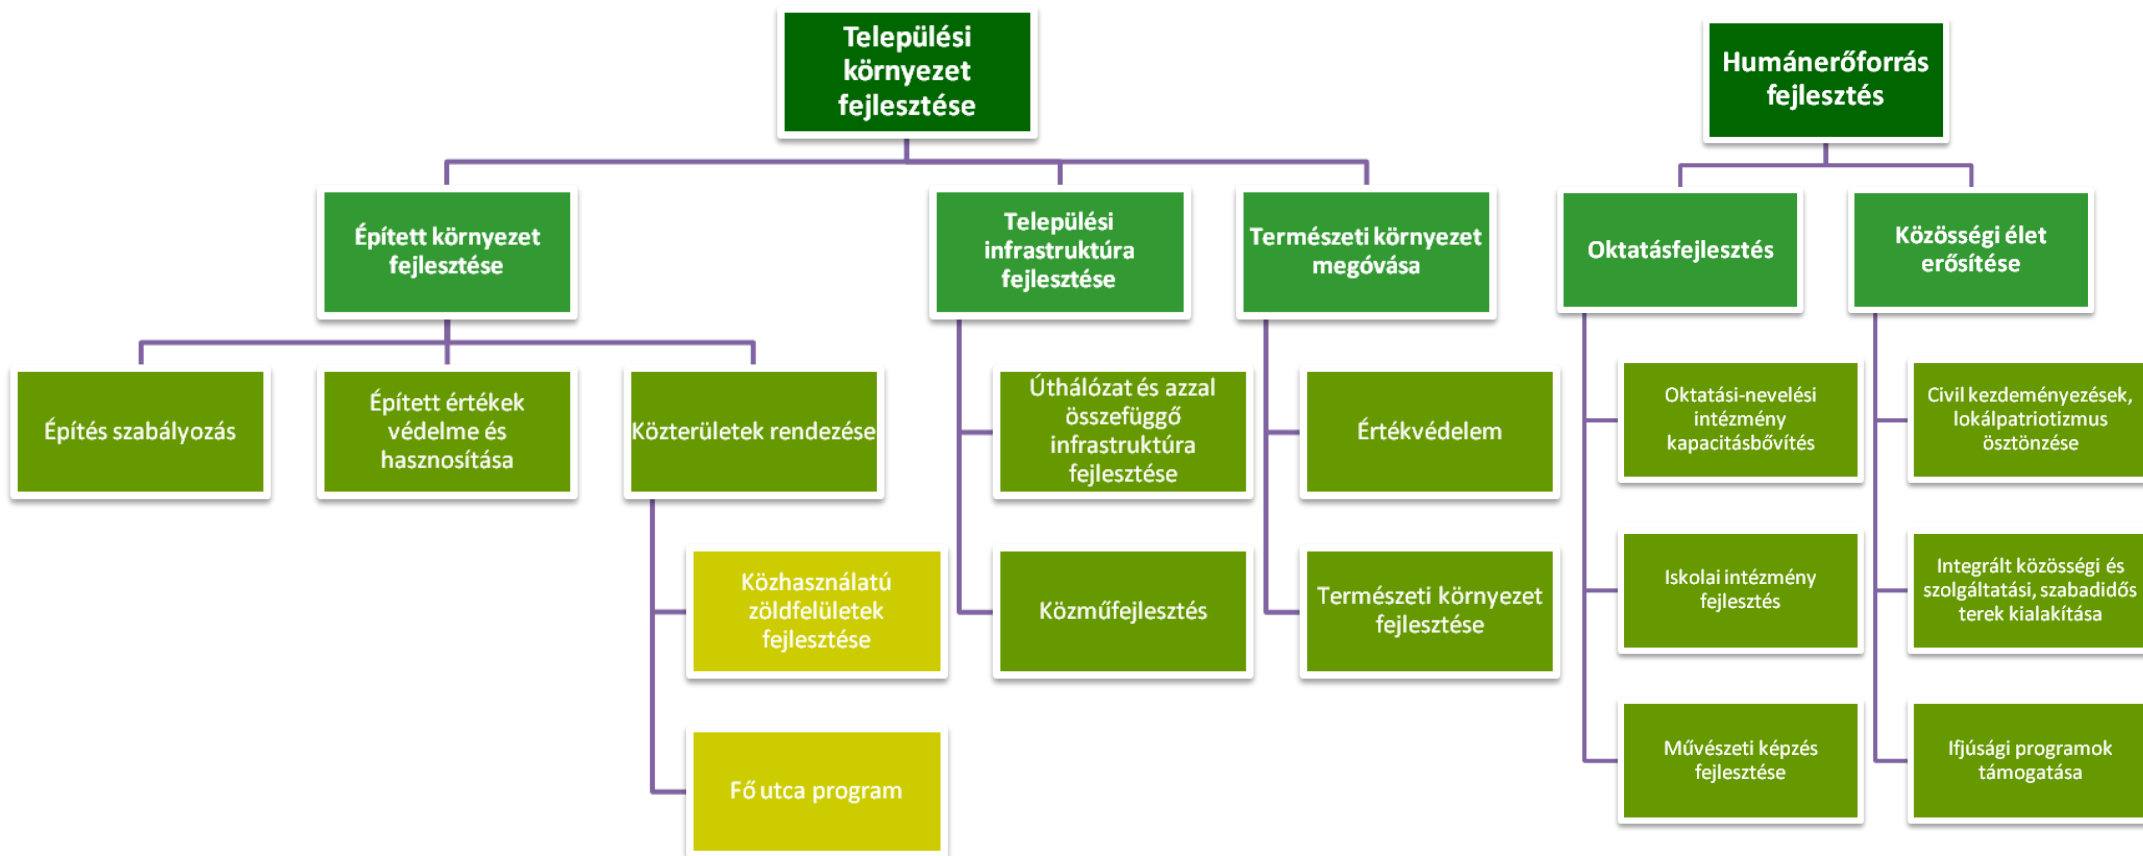 Települési
környezet
fejlesztése
Humánerőforrás
fejlesztés
Épített környezet
fejlesztése
Települési
infrastruktúra
fejlesztése
Természeti környezet
megóvása
Oktatásfejlesztés
Közösségi élet
erősítése
Építés szabályozás
Épített értékek
védelme és
hasznosítása
Közterületek rendezése
Úthálózat és azzal
összefüggő
infrastruktúra
fejlesztése
Értékvédelem
Oktatási-nevelési
intézmény
kapacitásbővítés
Civil kezdeményezések,
lokálpatriotizmus
ösztönzése
Közhasználatú
zöldfelületek
fejlesztése
Közműfejlesztés
Természeti környezet
fejlesztése
Iskolai intézmény
fejlesztés
Integrált közösségi és
szolgáltatási, szabadidős
terek kialakítása
Fő utca program
Művészeti képzés
fejlesztése
Ifjúsági programok
támogatása